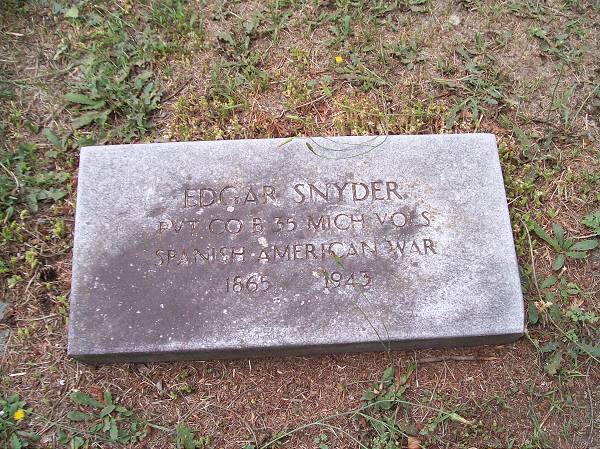 EDGAR SNYDER
PVT CO B 35 MICH VOLS
SPANISH AMERICAN WAR
1865 1943